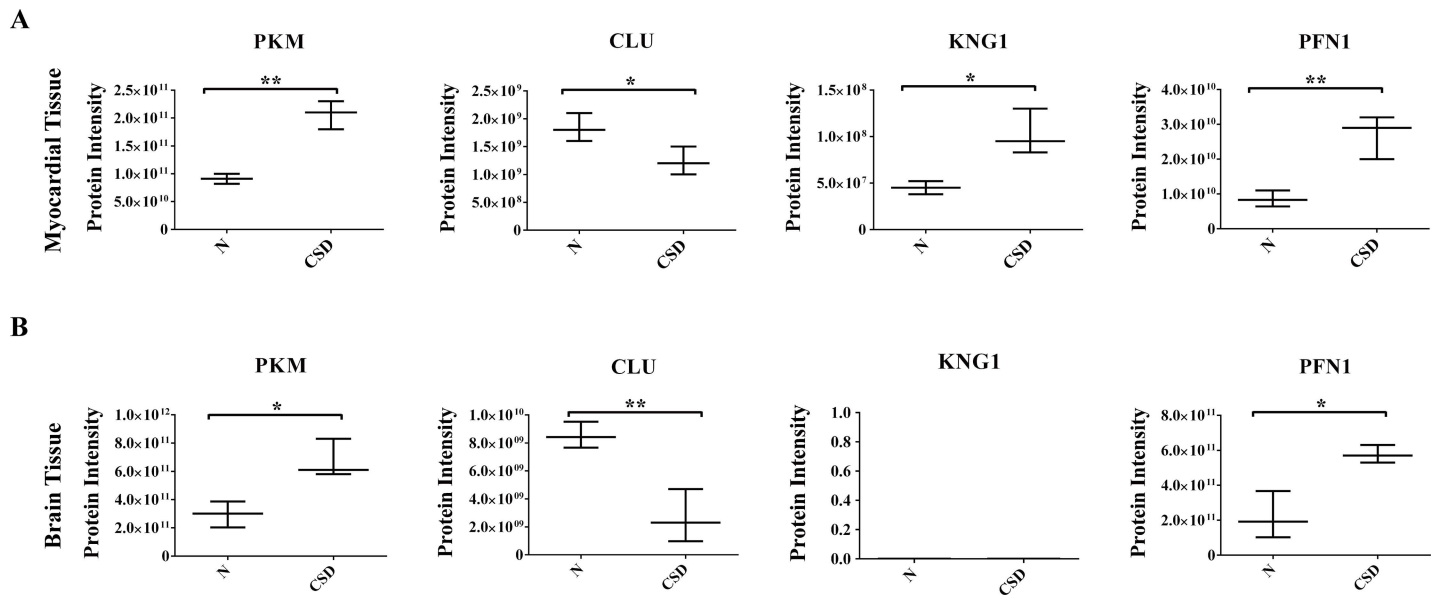 A
PKM
CLU
KNG1
PFN1
Myocardial Tissue
Protein Intensity
2.5×10¹¹
2.0×10¹¹
1.5×10¹¹
1.0×10¹¹
5.0×10¹⁰
0
**
N
CSD
Protein Intensity
2.5×10⁹
2.0×10⁹
1.5×10⁹
1.0×10⁹
5.0×10⁸
0
*
N
CSD
Protein Intensity
1.5×10⁸
1.0×10⁸
5.0×10⁷
0
*
N
CSD
Protein Intensity
4.0×10¹⁰
3.0×10¹⁰
2.0×10¹⁰
1.0×10¹⁰
0
**
N
CSD
B
PKM
CLU
KNG1
PFN1
Brain Tissue
Protein Intensity
1.0×10¹²
8.0×10¹¹
6.0×10¹¹
4.0×10¹¹
2.0×10¹¹
0
*
N
CSD
Protein Intensity
1.0×10¹⁰
8.0×10⁰⁹
6.0×10⁰⁹
4.0×10⁰⁹
2.0×10⁰⁹
0
**
N
CSD
Protein Intensity
1.0
0.8
0.6
0.4
0.2
0.0
N
CSD
Protein Intensity
8.0×10¹¹
6.0×10¹¹
4.0×10¹¹
2.0×10¹¹
0
*
N
CSD